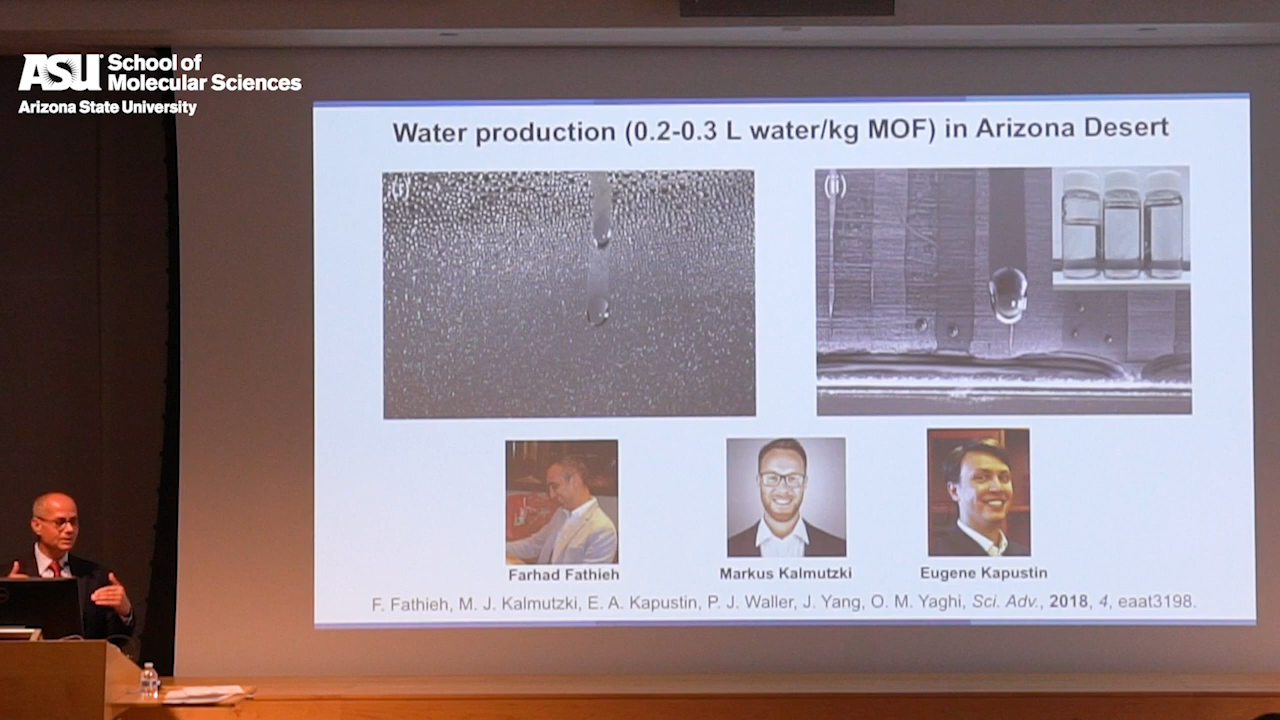 ASU School of
Molecular Sciences
Arizona State University
Water production (0.2-0.3 L water/kg MOF) in Arizona Desert
(i)
(ii)
Farhad Fathieh
Markus Kalmutzki
Eugene Kapustin
F. Fathieh, M. J. Kalmutzki, E. A. Kapustin, P. J. Waller, J. Yang, O. M. Yaghi, Sci. Adv., 2018, 4, eaat3198.